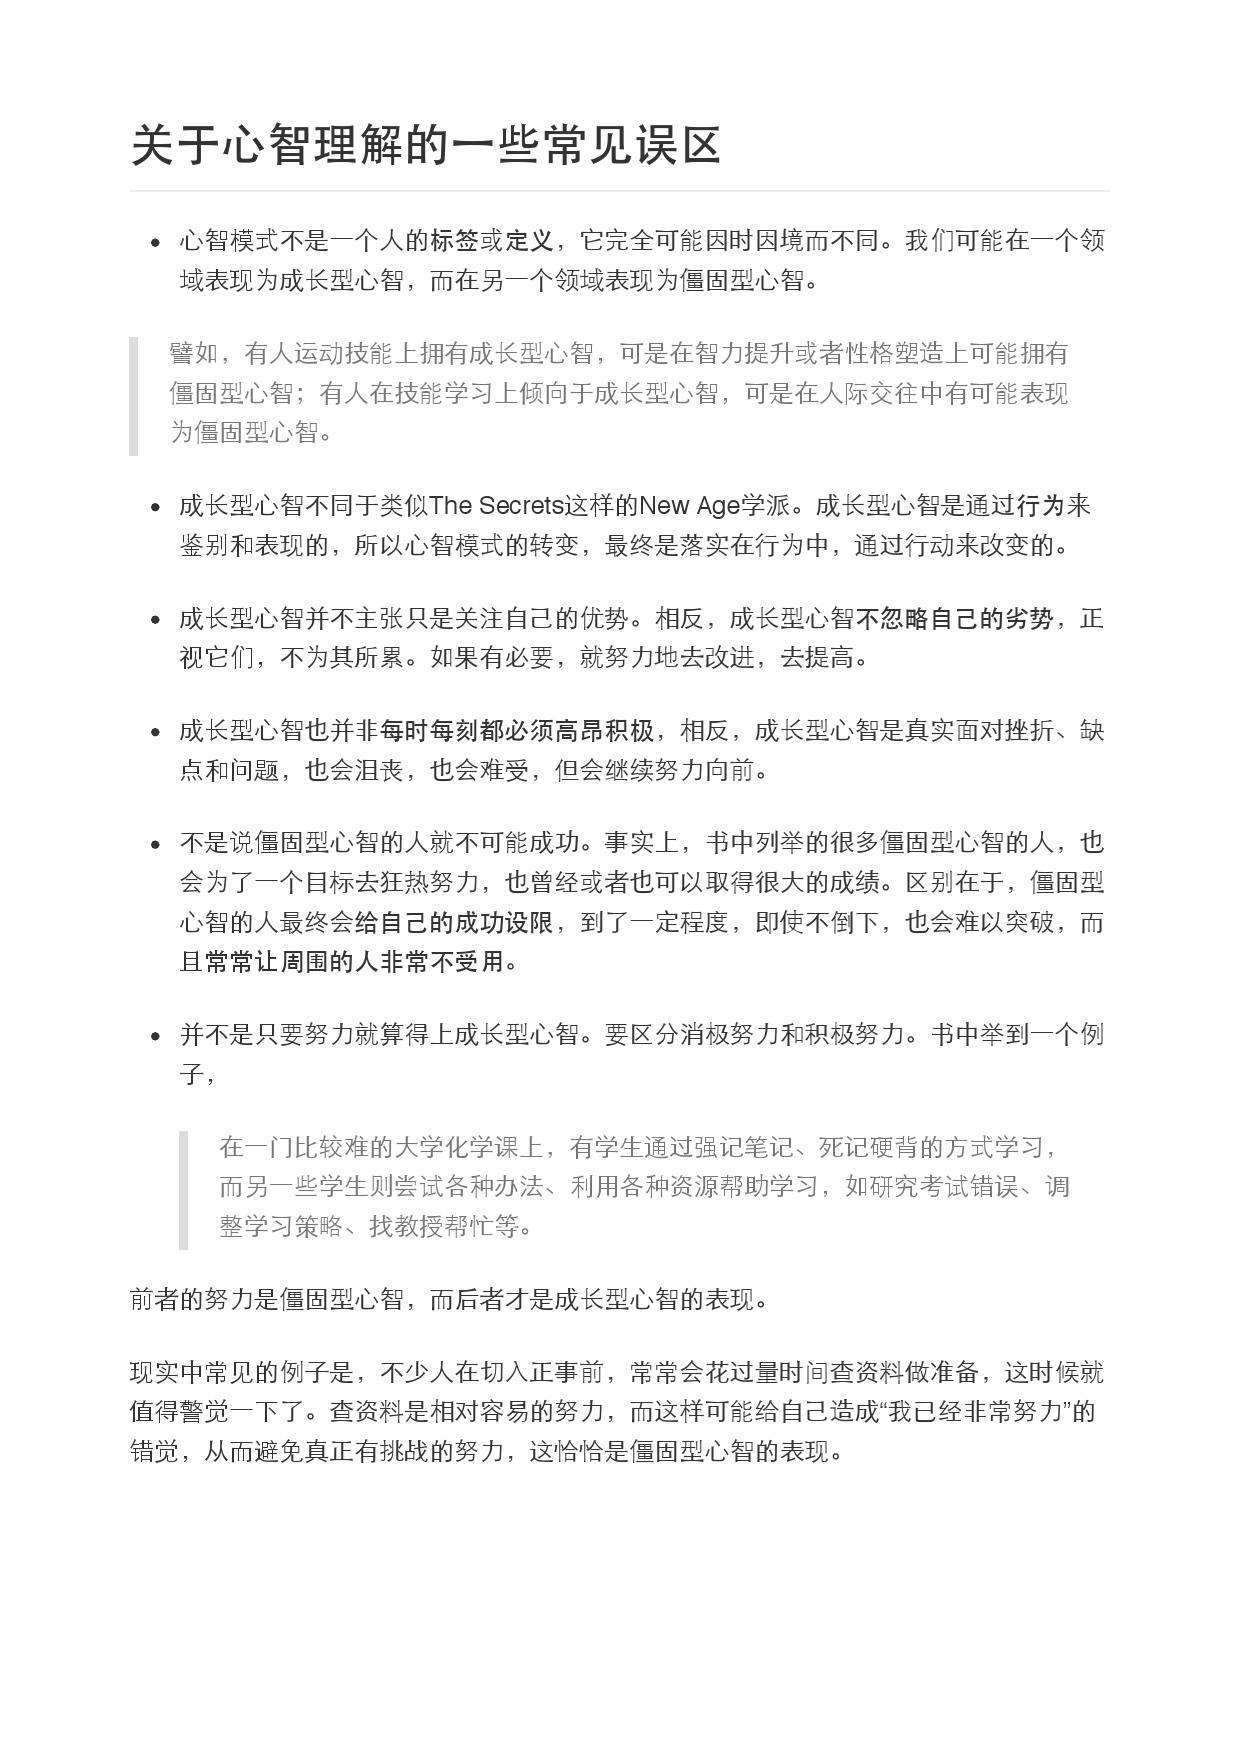 关于心智理解的一些常见误区
心智模式不是一个人的标签或定义，它完全可能因时因境而不同。我们可能在一个领
域表现为成长型心智，而在另一个领域表现为僵固型心智。
譬如，有人运动技能上拥有成长型心智，可是在智力提升或者性格塑造上可能拥有
僵固型心智；有人在技能学习上倾向于成长型心智，可是在人际交往中有可能表现
为僵固型心智。
成长型心智不同于类似The Secrets这样的New Age学派。成长型心智是通过行为来
鉴别和表现的，所以心智模式的转变，最终是落实在行为中，通过行动来改变的。
成长型心智并不主张只是关注自己的优势。相反，成长型心智不忽略自己的劣势，正
视它们，不为其所累。如果有必要，就努力地去改进，去提高。
成长型心智也并非每时每刻都必须高昂积极，相反，成长型心智是真实面对挫折、缺
点和问题，也会沮丧，也会难受，但会继续努力向前。
不是说僵固型心智的人就不可能成功。事实上，书中列举的很多僵固型心智的人，也
会为了一个目标去狂热努力，也曾经或者也可以取得很大的成绩。区别在于，僵固型
心智的人最终会给自己的成功设限，到了一定程度，即使不倒下，也会难以突破，而
且常常让周围的人非常不受用。
并不是只要努力就算得上成长型心智。要区分消极努力和积极努力。书中举到一个例
子，
在一门比较难的大学化学课上，有学生通过强记笔记、死记硬背的方式学习，
而另一些学生则尝试各种办法、利用各种资源帮助学习，如研究考试错误、调
整学习策略、找教授帮忙等。
前者的努力是僵固型心智，而后者才是成长型心智的表现。
现实中常见的例子是，不少人在切入正事前，常常会花过量时间查资料做准备，这时候就
值得警觉一下了。查资料是相对容易的努力，而这样可能给自己造成“我已经非常努力”的
错觉，从而避免真正有挑战的努力，这恰恰是僵固型心智的表现。